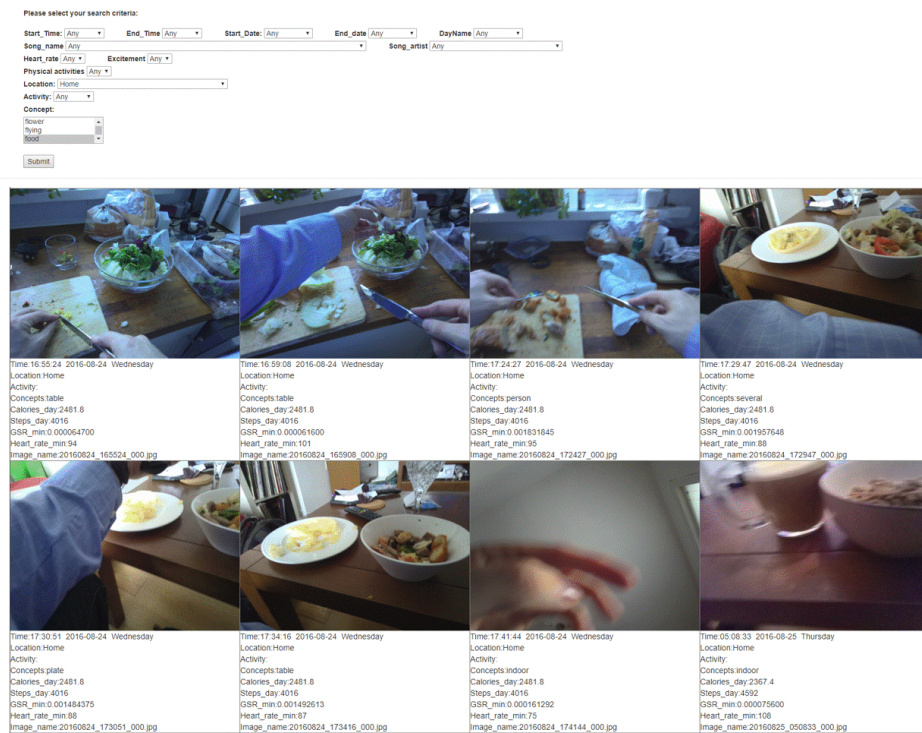 Please select your search criteria:
Start_Time: Any End_Time Any Start_Date: Any End_date Any DayName Any
Song_name Any Song_artist Any
Heart_rate Any Excitement Any
Physical activities Any
Location: Home
Activity: Any
Concept:
flower
flying
food
Submit
Time:16:55:24 2016-08-24 Wednesday
Location:Home
Activity:
Concepts:table
Calories_day:2481.8
Steps_day:4016
GSR_min:0.000064700
Heart_rate_min:94
Image_name:20160824_165524_000.jpg
Time:16:59:08 2016-08-24 Wednesday
Location:Home
Activity:
Concepts:table
Calories_day:2481.8
Steps_day:4016
GSR_min:0.000061600
Heart_rate_min:101
Image_name:20160824_165908_000.jpg
Time:17:24:27 2016-08-24 Wednesday
Location:Home
Activity:
Concepts:person
Calories_day:2481.8
Steps_day:4016
GSR_min:0.001831845
Heart_rate_min:95
Image_name:20160824_172427_000.jpg
Time:17:29:47 2016-08-24 Wednesday
Location:Home
Activity:
Concepts:several
Calories_day:2481.8
Steps_day:4016
GSR_min:0.001957648
Heart_rate_min:88
Image_name:20160824_172947_000.jpg
Time:17:30:51 2016-08-24 Wednesday
Location:Home
Activity:
Concepts:plate
Calories_day:2481.8
Steps_day:4016
GSR_min:0.001484375
Heart_rate_min:88
Image_name:20160824_173051_000.jpg
Time:17:34:16 2016-08-24 Wednesday
Location:Home
Activity:
Concepts:table
Calories_day:2481.8
Steps_day:4016
GSR_min:0.001492613
Heart_rate_min:87
Image_name:20160824_173416_000.jpg
Time:17:41:44 2016-08-24 Wednesday
Location:Home
Activity:
Concepts:indoor
Calories_day:2481.8
Steps_day:4016
GSR_min:0.000161292
Heart_rate_min:75
Image_name:20160824_174144_000.jpg
Time:05:08:33 2016-08-25 Thursday
Location:Home
Activity:
Concepts:indoor
Calories_day:2367.4
Steps_day:4592
GSR_min:0.000075600
Heart_rate_min:108
Image_name:20160825_050833_000.jpg